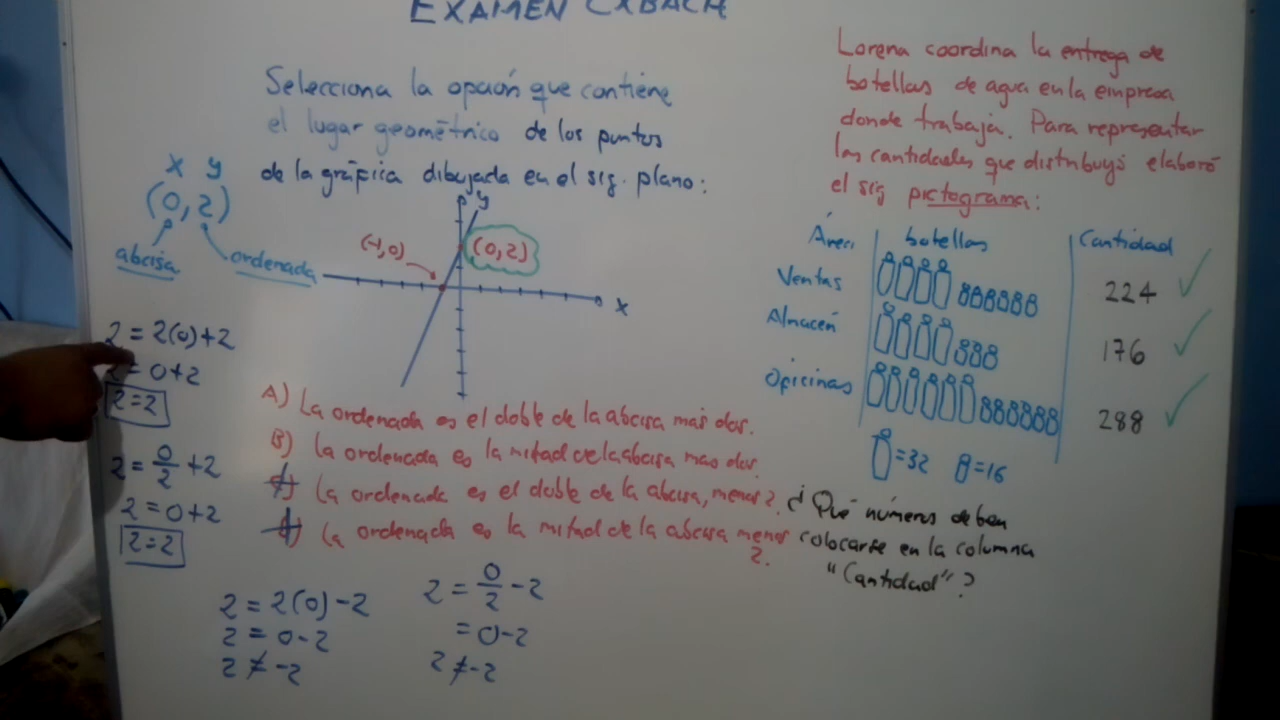 EXAMEN EXBACH
Selecciona la opción que contiene
el lugar geométrico de los puntos
de la gráfica dibujada en el sig. plano:
x y
(0,2)
abcisa
ordenada
y
(-1,0)
(0,2)
x
2 = 2(0)+2
2 = 0+2
2=2
2 = 0/2 +2
2 = 0+2
2=2
A) La ordenada es el doble de la abcisa más dos.
B) la ordenada es la mitad de la abcisa mas dos.
C) la ordenada es el doble de la abcisa, menos 2.
d) la ordenada es la mitad de la abcisa menos
2.
2 = 2(0)-2
2 = 0-2
2 ≠ -2
2 = 0/2 -2
= 0-2
2 ≠ -2
Lorena coordina la entrega de
botellas de agua en la empresa
donde trabaja. Para representar
las cantidades que distribuyó elaboró
el sig pictograma:
Área botellas Cantidad
Ventas 224
Almacén 176
Oficinas 288
=32 =16
¿Qué números deben
colocarse en la columna
"Cantidad"?